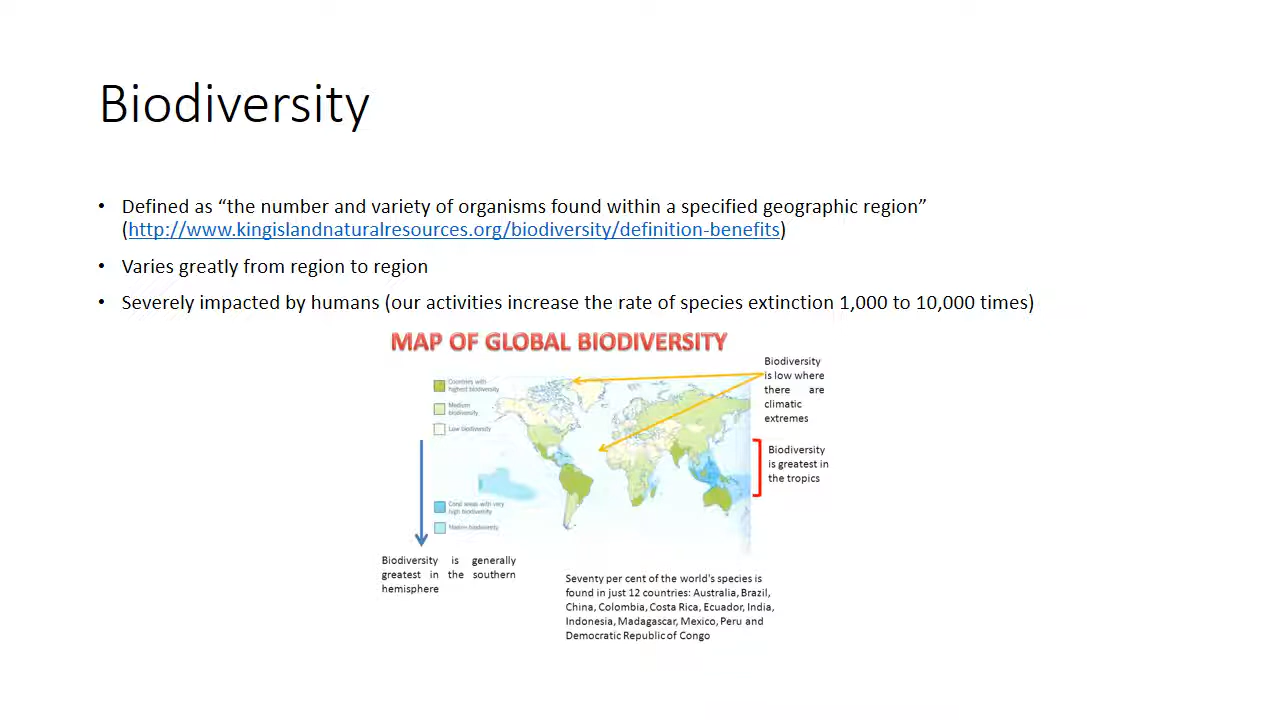 Biodiversity
• Defined as “the number and variety of organisms found within a specified geographic region”
(http://www.kingislandnaturalresources.org/biodiversity/definition-benefits)
• Varies greatly from region to region
• Severely impacted by humans (our activities increase the rate of species extinction 1,000 to 10,000 times)
MAP OF GLOBAL BIODIVERSITY
Countries with
highest biodiversity
Medium
biodiversity
Low biodiversity
Coral areas with very
high biodiversity
Marine biodiversity
Biodiversity
is low where
there are
climatic
extremes
Biodiversity
is greatest in
the tropics
Biodiversity is generally
greatest in the southern
hemisphere
Seventy per cent of the world's species is
found in just 12 countries: Australia, Brazil,
China, Colombia, Costa Rica, Ecuador, India,
Indonesia, Madagascar, Mexico, Peru and
Democratic Republic of Congo